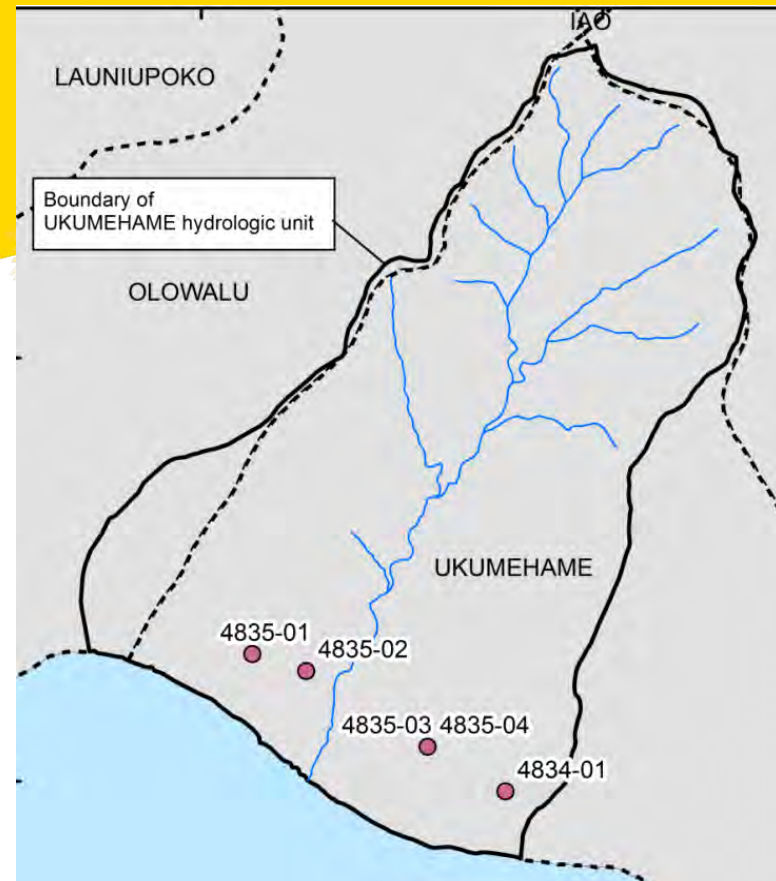 IAO
LAUNIUPOKO
Boundary of
UKUMEHAME hydrologic unit
OLOWALU
UKUMEHAME
4835-01
4835-02
4835-03 4835-04
4834-01